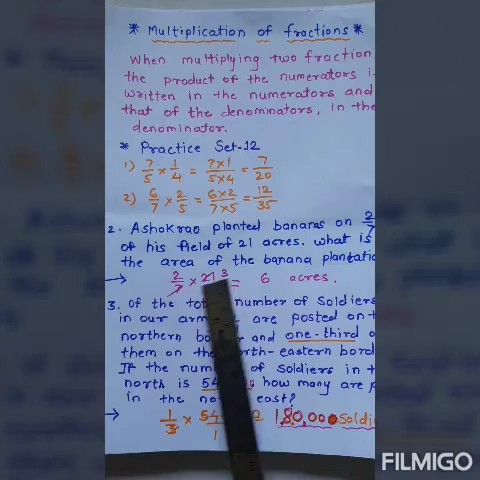 * Multiplication of fractions *
When multiplying two fraction
the product of the numerators i
written in the numerators and
that of the denominators, in the
denominator.
* Practice Set-12
1) 7/5 × 1/4 = 7×1/5×4 = 7/20
2) 6/7 × 2/5 = 6×2/7×5 = 12/35
2. Ashokrao planted bananas on 2/7
of his field of 21 acres. what is
the area of the banana plantatio
→ 2/7 × 21 3 = 6 acres.
3. Of the number of soldiers
in our are posted on t
northern and one-third o
them on the bord
If the number of soldiers in t
north is how many are p
in the east?
→ 1/3 × 180,000 Soldi
FILMIGO